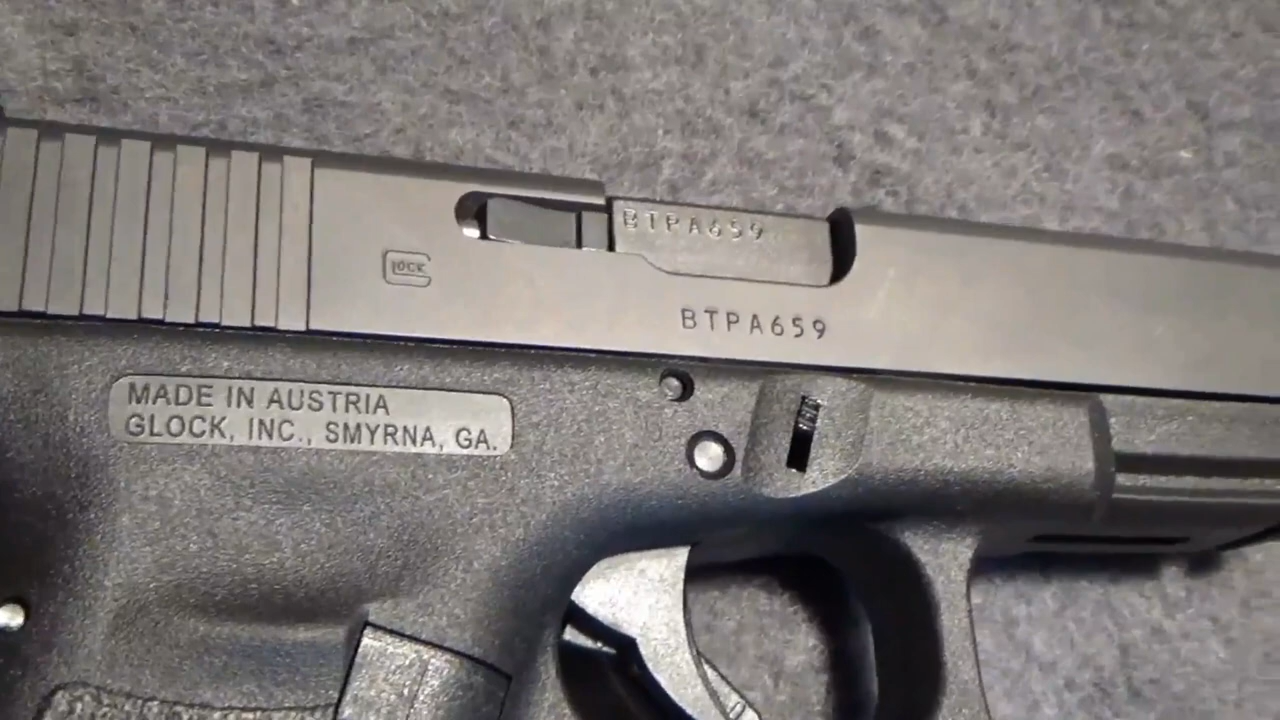 BTPA659
GLOCK
BTPA659
MADE IN AUSTRIA
GLOCK, INC., SMYRNA, GA.